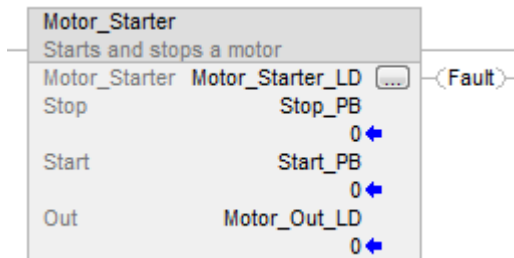 Motor_Starter
Starts and stops a motor
Motor_Starter Motor_Starter_LD ... Fault
Stop Stop_PB
0
Start Start_PB
0
Out Motor_Out_LD
0